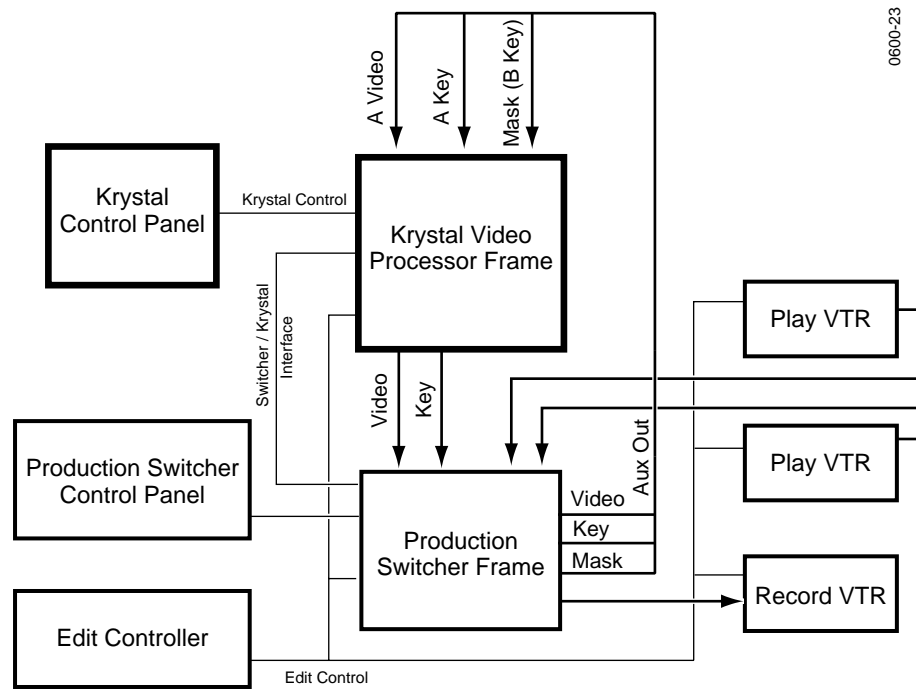 0600-23
A Video
A Key
Mask (B Key)
Krystal
Control Panel
Krystal Control
Krystal Video
Processor Frame
Switcher / Krystal
Interface
Play VTR
Video
Key
Aux Out
Production Switcher
Control Panel
Play VTR
Production
Switcher Frame
Video
Key
Mask
Edit Controller
Record VTR
Edit Control